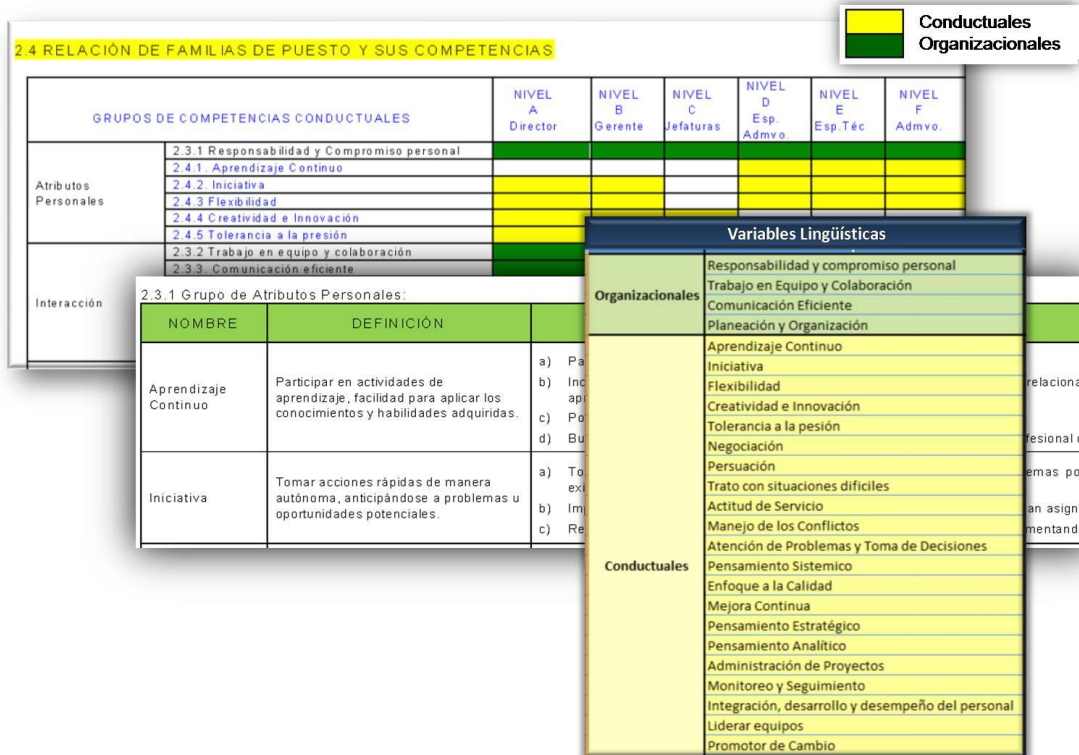 Conductuales
Organizacionales
2.4 RELACIÓN DE FAMILIAS DE PUESTO Y SUS COMPETENCIAS
GRUPOS DE COMPETENCIAS CONDUCTUALES
NIVEL
A
Director
NIVEL
B
Gerente
NIVEL
C
Jefaturas
NIVEL
D
Esp.
Admvo.
NIVEL
E
Esp.Téc
NIVEL
F
Admvo.
Atributos
Personales
2.3.1 Responsabilidad y Compromiso personal
2.4.1. Aprendizaje Continuo
2.4.2. Iniciativa
2.4.3 Flexibilidad
2.4.4 Creatividad e Innovación
2.4.5 Tolerancia a la presión
Interacción
2.3.2 Trabajo en equipo y colaboración
2.3.3. Comunicación eficiente
2.3.1 Grupo de Atributos Personales:
NOMBRE
DEFINICIÓN
Aprendizaje
Continuo
Participar en actividades de
aprendizaje, facilidad para aplicar los
conocimientos y habilidades adquiridas.
a) Pa
b) Inc
c) Po
d) Bu
Iniciativa
Tomar acciones rápidas de manera
autónoma, anticipándose a problemas u
oportunidades potenciales.
a) To
exi
b) Im
c) Re
Variables Lingüísticas
Organizacionales
Responsabilidad y compromiso personal
Trabajo en Equipo y Colaboración
Comunicación Eficiente
Planeación y Organización
Conductuales
Aprendizaje Continuo
Iniciativa
Flexibilidad
Creatividad e Innovación
Tolerancia a la pesión
Negociación
Persuación
Trato con situaciones dificiles
Actitud de Servicio
Manejo de los Conflictos
Atención de Problemas y Toma de Decisiones
Pensamiento Sistemico
Enfoque a la Calidad
Mejora Continua
Pensamiento Estratégico
Pensamiento Analítico
Administración de Proyectos
Monitoreo y Seguimiento
Integración, desarrollo y desempeño del personal
Liderar equipos
Promotor de Cambio